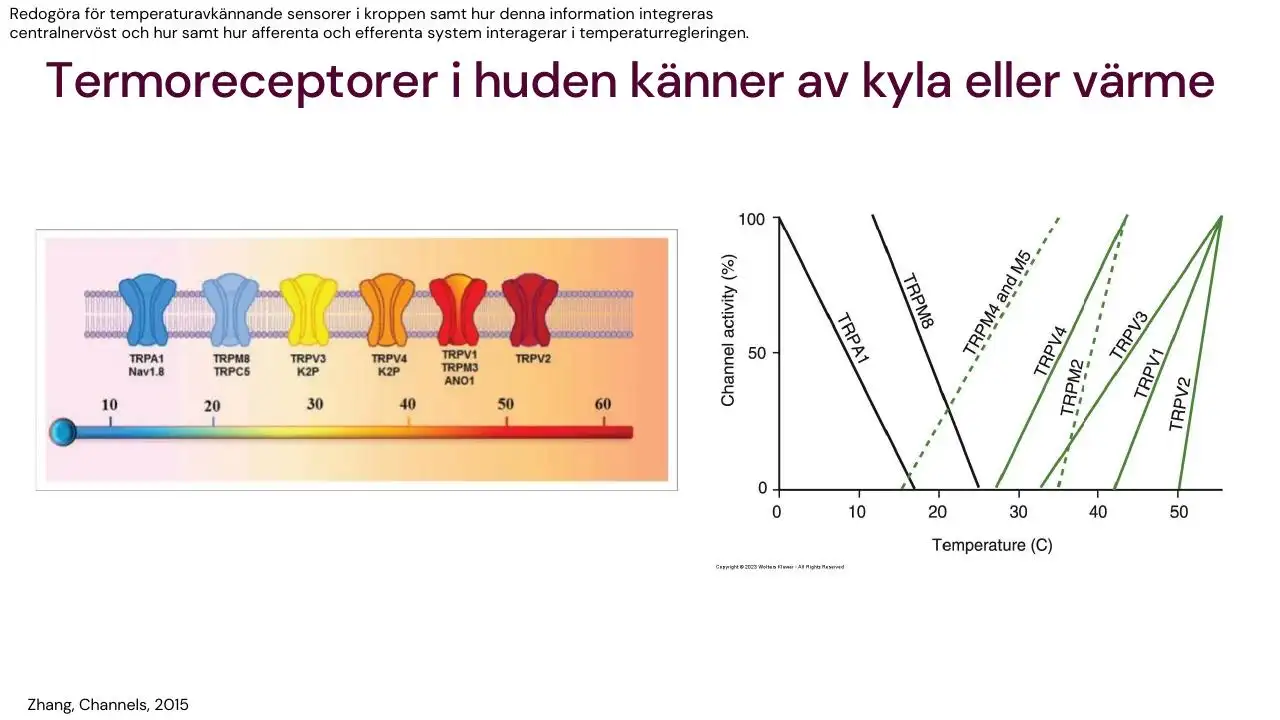 Redogöra för temperaturavkännande sensorer i kroppen samt hur denna information integreras
centralnervöst och hur samt hur afferenta och efferenta system interagerar i temperaturregleringen.
Termoreceptorer i huden känner av kyla eller värme
TRPA1
Nav1.8
TRPM8
TRPC5
TRPV3
K2P
TRPV4
K2P
TRPV1
TRPM3
ANO1
TRPV2
10
20
30
40
50
60
Channel activity (%)
100
50
0
TRPA1
TRPM8
TRPM4 and M5
TRPV4
TRPM2
TRPV3
TRPV1
TRPV2
0
10
20
30
40
50
Temperature (C)
Copyright © 2023 Wolters Kluwer - All Rights Reserved
Zhang, Channels, 2015